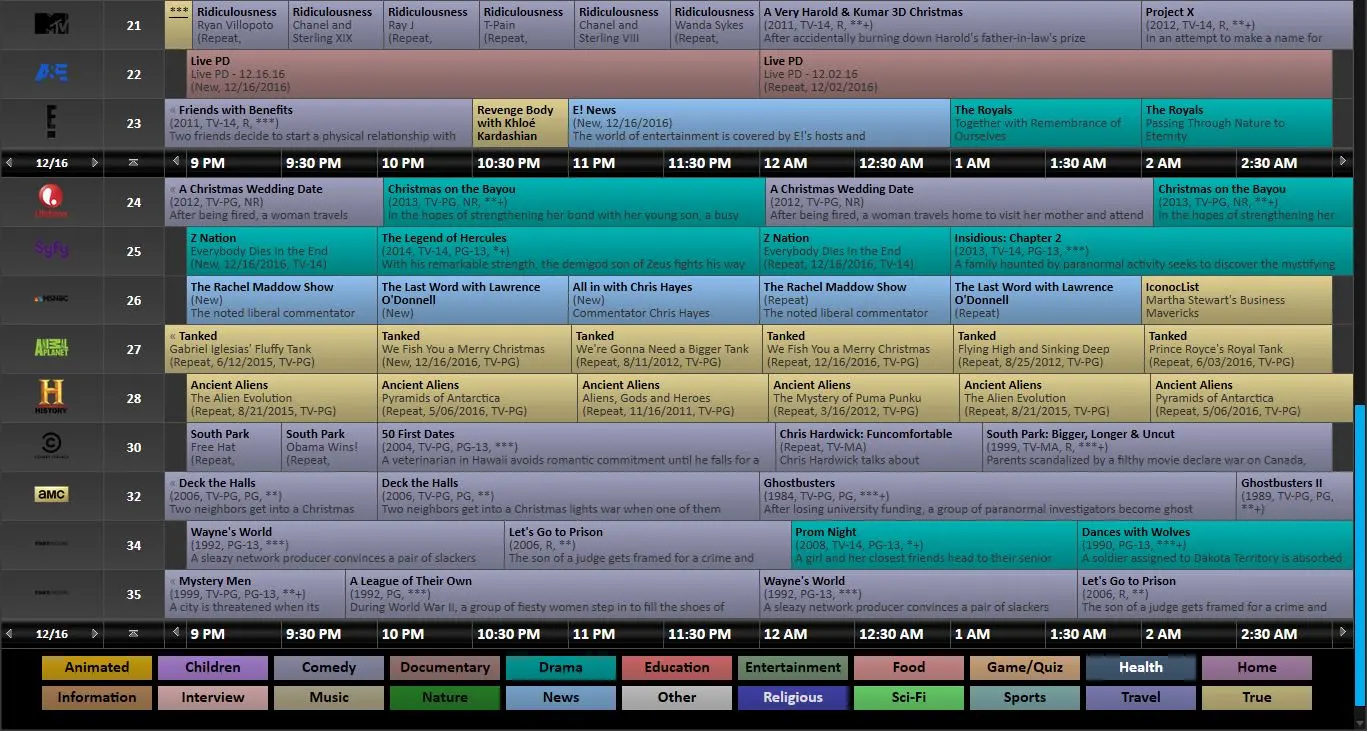 21
***
Ridiculousness
Ryan Villopoto
(Repeat,
Ridiculousness
Chanel and
Sterling XIX
Ridiculousness
Ray J
(Repeat,
Ridiculousness
T-Pain
(Repeat,
Ridiculousness
Chanel and
Sterling VIII
Ridiculousness
Wanda Sykes
(Repeat,
A Very Harold & Kumar 3D Christmas
(2011, TV-14, R, **+)
After accidentally burning down Harold's father-in-law's prize
Project X
(2012, TV-14, R, **+)
In an attempt to make a name for
A&E
22
Live PD
Live PD - 12.16.16
(New, 12/16/2016)
Live PD
Live PD - 12.02.16
(Repeat, 12/02/2016)
E!
23
« Friends with Benefits
(2011, TV-14, R, ***)
Two friends decide to start a physical relationship with
Revenge Body
with Khloé
Kardashian
E! News
(New, 12/16/2016)
The world of entertainment is covered by E!'s hosts and
The Royals
Together with Remembrance of
Ourselves
The Royals
Passing Through Nature to
Eternity
12/16
9 PM 9:30 PM 10 PM 10:30 PM 11 PM 11:30 PM 12 AM 12:30 AM 1 AM 1:30 AM 2 AM 2:30 AM
Lifetime
24
« A Christmas Wedding Date
(2012, TV-PG, NR)
After being fired, a woman travels
Christmas on the Bayou
(2013, TV-PG, NR, **+)
In the hopes of strengthening her bond with her young son, a busy
A Christmas Wedding Date
(2012, TV-PG, NR)
After being fired, a woman travels home to visit her mother and attend
Christmas on the Bayou
(2013, TV-PG, NR, **+)
In the hopes of strengthening her
Syfy
25
Z Nation
Everybody Dies in the End
(New, 12/16/2016, TV-14)
The Legend of Hercules
(2014, TV-14, PG-13, *+)
With his remarkable strength, the demigod son of Zeus fights his way
Z Nation
Everybody Dies in the End
(Repeat, 12/16/2016, TV-14)
Insidious: Chapter 2
(2013, TV-14, PG-13, ***)
A family haunted by paranormal activity seeks to discover the mystifying
MSNBC
26
The Rachel Maddow Show
(New)
The noted liberal commentator
The Last Word with Lawrence
O'Donnell
(New)
All in with Chris Hayes
(New)
Commentator Chris Hayes
The Rachel Maddow Show
(Repeat)
The noted liberal commentator
The Last Word with Lawrence
O'Donnell
(Repeat)
IconocList
Martha Stewart's Business
Mavericks
ANIMAL
PLANET
27
« Tanked
Gabriel Iglesias' Fluffy Tank
(Repeat, 6/12/2015, TV-PG)
Tanked
We Fish You a Merry Christmas
(New, 12/16/2016, TV-PG)
Tanked
We're Gonna Need a Bigger Tank
(Repeat, 8/11/2012, TV-PG)
Tanked
We Fish You a Merry Christmas
(Repeat, 12/16/2016, TV-PG)
Tanked
Flying High and Sinking Deep
(Repeat, 8/25/2012, TV-PG)
Tanked
Prince Royce's Royal Tank
(Repeat, 6/03/2016, TV-PG)
H
HISTORY
28
Ancient Aliens
The Alien Evolution
(Repeat, 8/21/2015, TV-PG)
Ancient Aliens
Pyramids of Antarctica
(Repeat, 5/06/2016, TV-PG)
Ancient Aliens
Aliens, Gods and Heroes
(Repeat, 11/16/2011, TV-PG)
Ancient Aliens
The Mystery of Puma Punku
(Repeat, 3/16/2012, TV-PG)
Ancient Aliens
The Alien Evolution
(Repeat, 8/21/2015, TV-PG)
Ancient Aliens
Pyramids of Antarctica
(Repeat, 5/06/2016, TV-PG)
30
South Park
Free Hat
(Repeat,
South Park
Obama Wins!
(Repeat,
50 First Dates
(2004, TV-PG, PG-13, ***)
A veterinarian in Hawaii avoids romantic commitment until he falls for a
Chris Hardwick: Funcomfortable
(Repeat, TV-MA)
Chris Hardwick talks about
South Park: Bigger, Longer & Uncut
(1999, TV-MA, R, ***+)
Parents scandalized by a filthy movie declare war on Canada,
aMC
32
« Deck the Halls
(2006, TV-PG, PG, **)
Two neighbors get into a Christmas
Deck the Halls
(2006, TV-PG, PG, **)
Two neighbors get into a Christmas lights war when one of them
Ghostbusters
(1984, TV-PG, PG, ***+)
After losing university funding, a group of paranormal investigators become ghost
Ghostbusters II
(1989, TV-PG, PG,
**+)
34
Wayne's World
(1992, PG-13, ***)
A sleazy network producer convinces a pair of slackers
Let's Go to Prison
(2006, R, **)
The son of a judge gets framed for a crime and
Prom Night
(2008, TV-14, PG-13, *+)
A girl and her closest friends head to their senior
Dances with Wolves
(1990, PG-13, ***+)
A soldier assigned to Dakota Territory is absorbed
35
« Mystery Men
(1999, TV-PG, PG-13, **+)
A city is threatened when its
A League of Their Own
(1992, PG, ***)
During World War II, a group of fiesty women step in to fill the shoes of
Wayne's World
(1992, PG-13, ***)
A sleazy network producer convinces a pair of slackers
Let's Go to Prison
(2006, R, **)
The son of a judge gets framed for a crime and
12/16
9 PM 9:30 PM 10 PM 10:30 PM 11 PM 11:30 PM 12 AM 12:30 AM 1 AM 1:30 AM 2 AM 2:30 AM
Animated Children Comedy Documentary Drama Education Entertainment Food Game/Quiz Health Home
Information Interview Music Nature News Other Religious Sci-Fi Sports Travel True